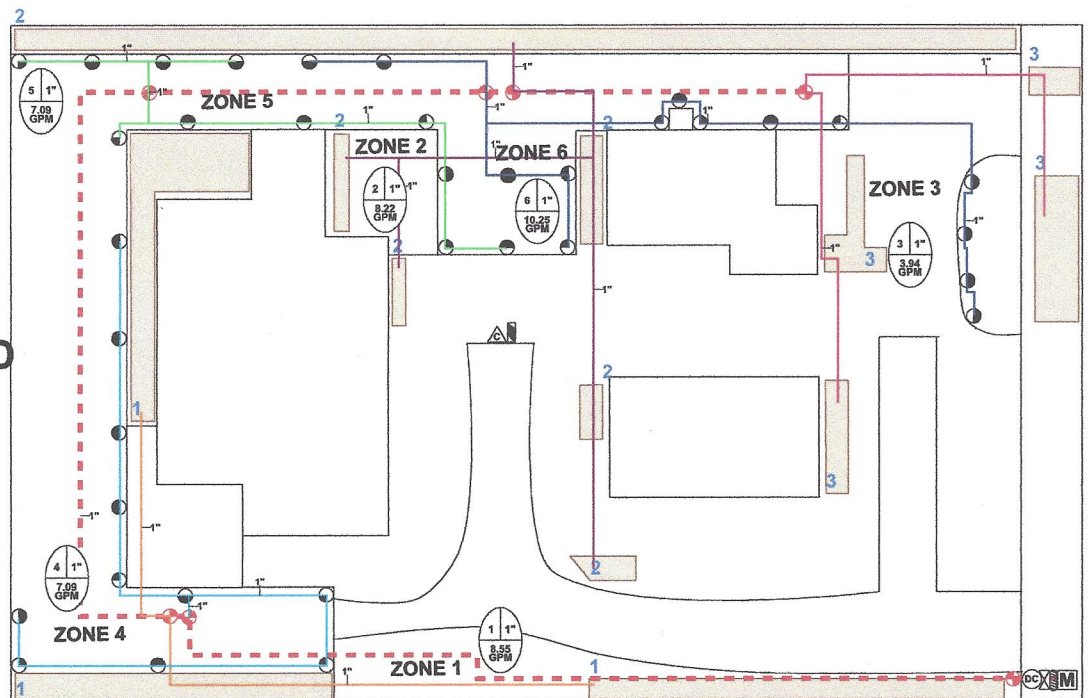 2
1"
1"
3
1"
5 1"
7.09
GPM
1"
ZONE 5
1"
1"
1"
2
ZONE 2
1"
ZONE 6
2
3
2 1"
8.22
GPM
1"
6 1"
10.25
GPM
ZONE 3
1"
3 1"
3.94
GPM
1"
3
2
1"
C
2
1
3
1"
1"
4 1"
7.09
GPM
1"
2
1"
ZONE 4
1 1"
8.55
GPM
ZONE 1
1
1"
1
DC
M